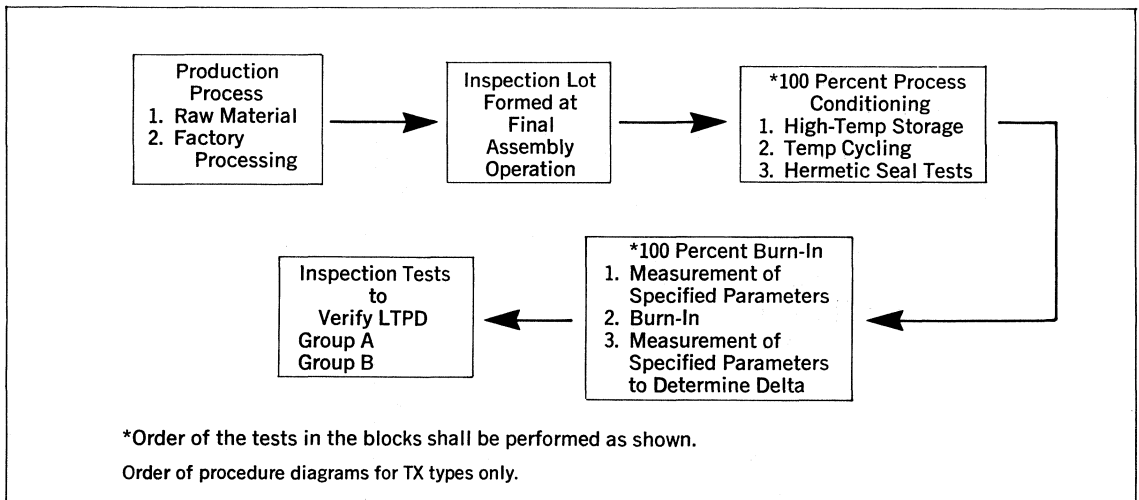 Production
Process
1. Raw Material
2. Factory
Processing
Inspection Lot
Formed at
Final
Assembly
Operation
*100 Percent Process
Conditioning
1. High-Temp Storage
2. Temp Cycling
3. Hermetic Seal Tests
*100 Percent Burn-In
1. Measurement of
Specified Parameters
2. Burn-In
3. Measurement of
Specified Parameters
to Determine Delta
Inspection Tests
to
Verify LTPD
Group A
Group B
*Order of the tests in the blocks shall be performed as shown.
Order of procedure diagrams for TX types only.